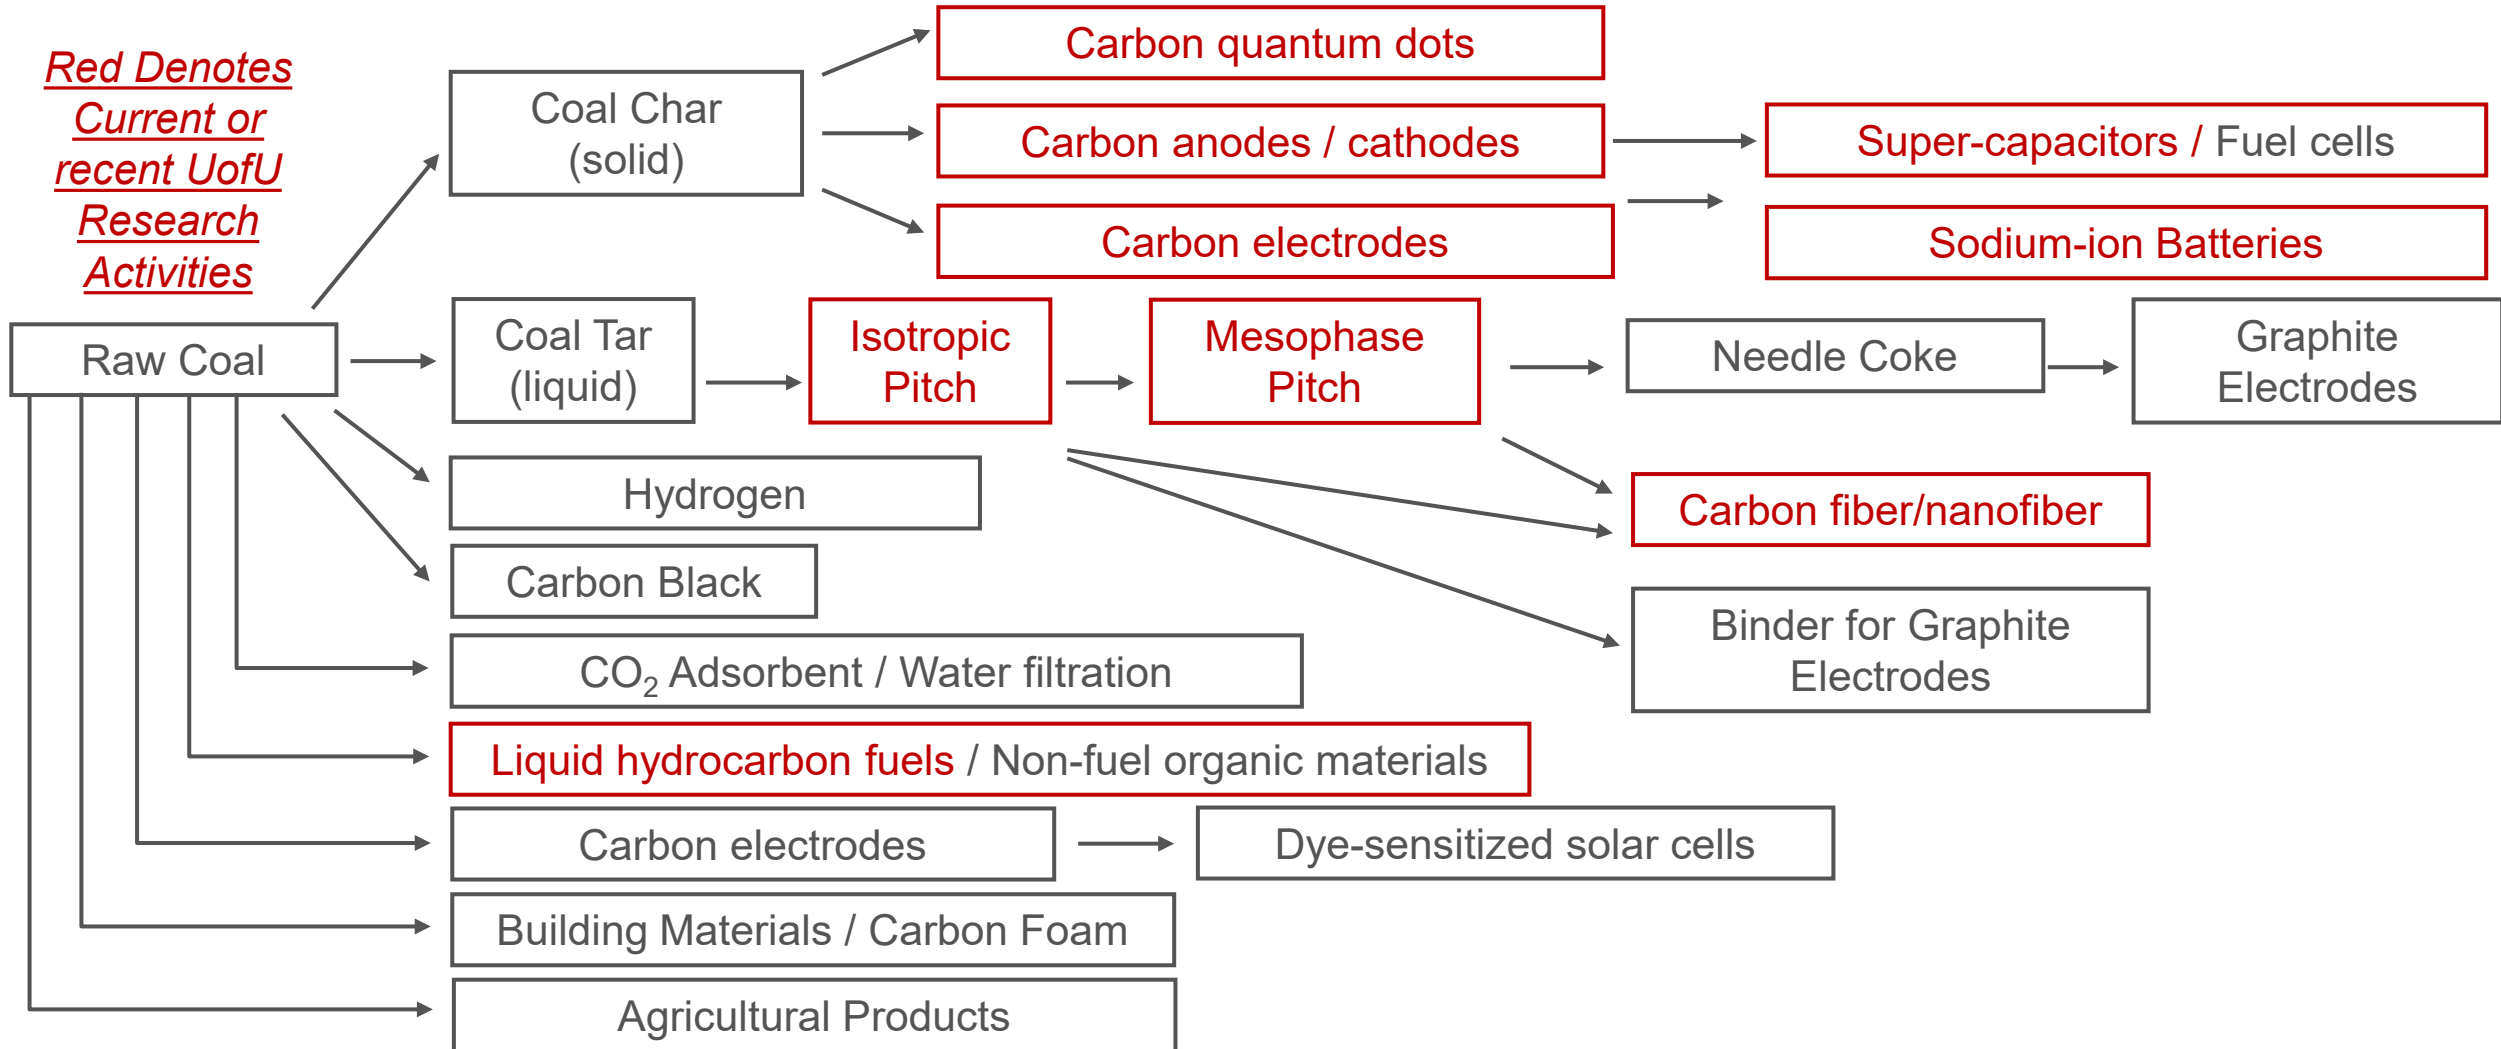 Red Denotes
Current or
recent UofU
Research
Activities
Raw Coal
Coal Char
(solid)
Carbon quantum dots
Carbon anodes / cathodes
Carbon electrodes
Super-capacitors / Fuel cells
Sodium-ion Batteries
Coal Tar
(liquid)
Isotropic
Pitch
Mesophase
Pitch
Needle Coke
Graphite
Electrodes
Carbon fiber/nanofiber
Binder for Graphite
Electrodes
Hydrogen
Carbon Black
CO₂ Adsorbent / Water filtration
Liquid hydrocarbon fuels / Non-fuel organic materials
Carbon electrodes
Dye-sensitized solar cells
Building Materials / Carbon Foam
Agricultural Products